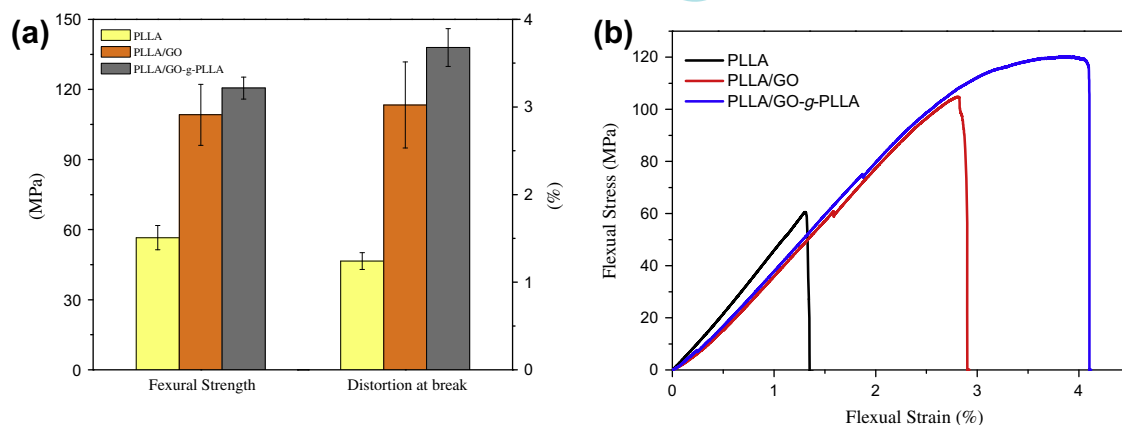 (a)
150
120
90
60
30
0
(MPa)
PLLA
PLLA/GO
PLLA/GO-g-PLLA
4
3
2
1
0
(%)
Fexural Strength
Distortion at break
(b)
120
100
80
60
40
20
0
Flexual Stress (MPa)
PLLA
PLLA/GO
PLLA/GO-g-PLLA
0
1
2
3
4
Flexual Strain (%)